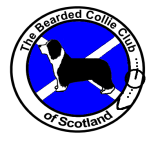 The Bearded Collie Club
of Scotland